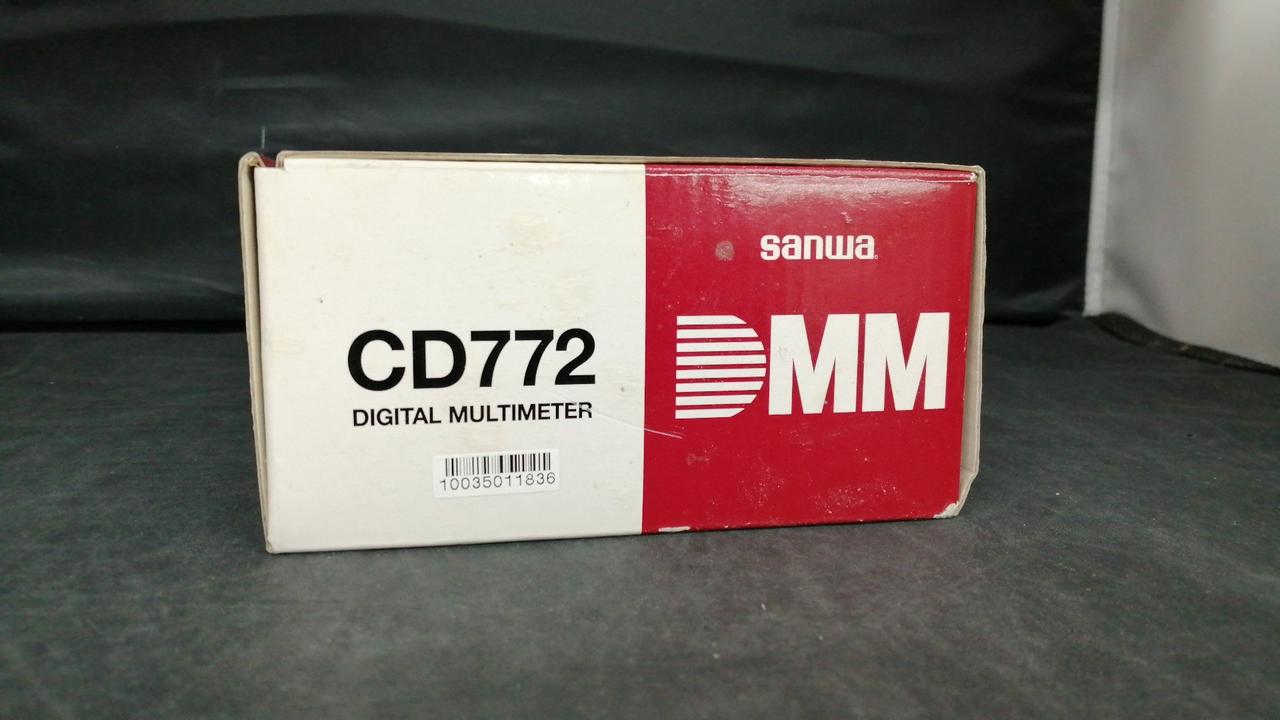 CD772
DIGITAL MULTIMETER
10035011836
sanwa
DMM